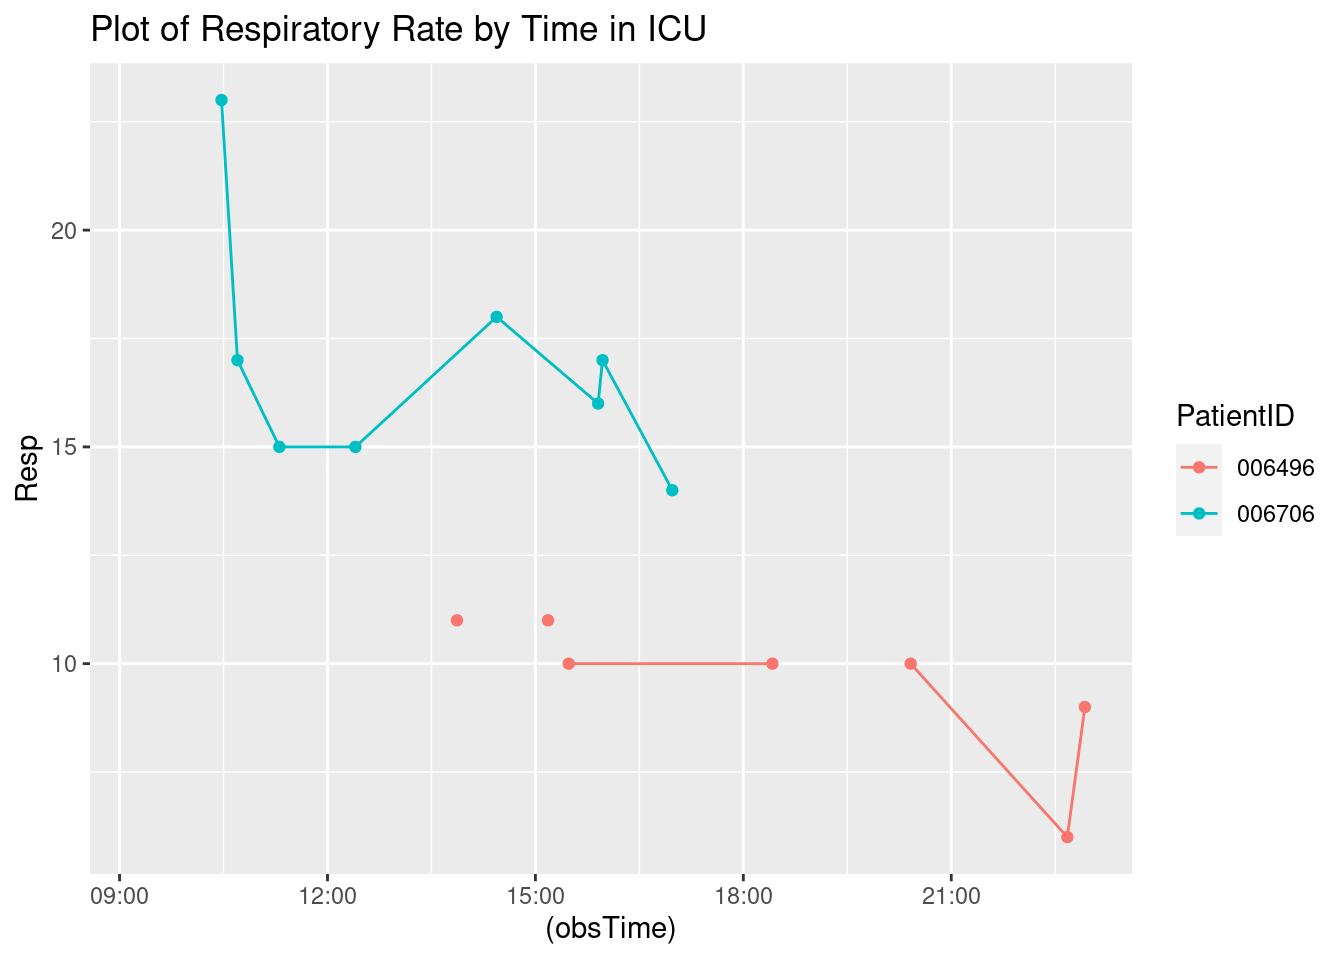 Plot of Respiratory Rate by Time in ICU
Resp
20
15
10
09:00 12:00 15:00 18:00 21:00
(obsTime)
PatientID
006496
006706